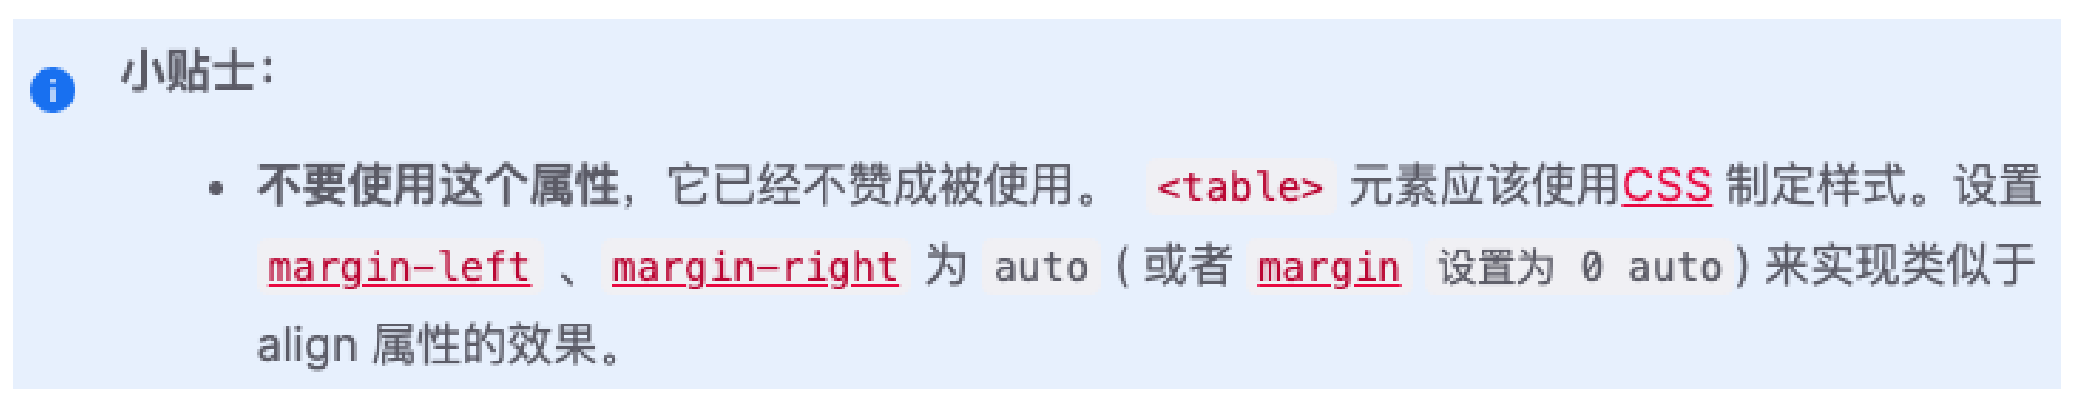 小贴士：
• 不要使用这个属性，它已经不赞成被使用。 <table> 元素应该使用CSS 制定样式。设置
margin-left 、margin-right 为 auto（或者 margin 设置为 0 auto）来实现类似于
align 属性的效果。